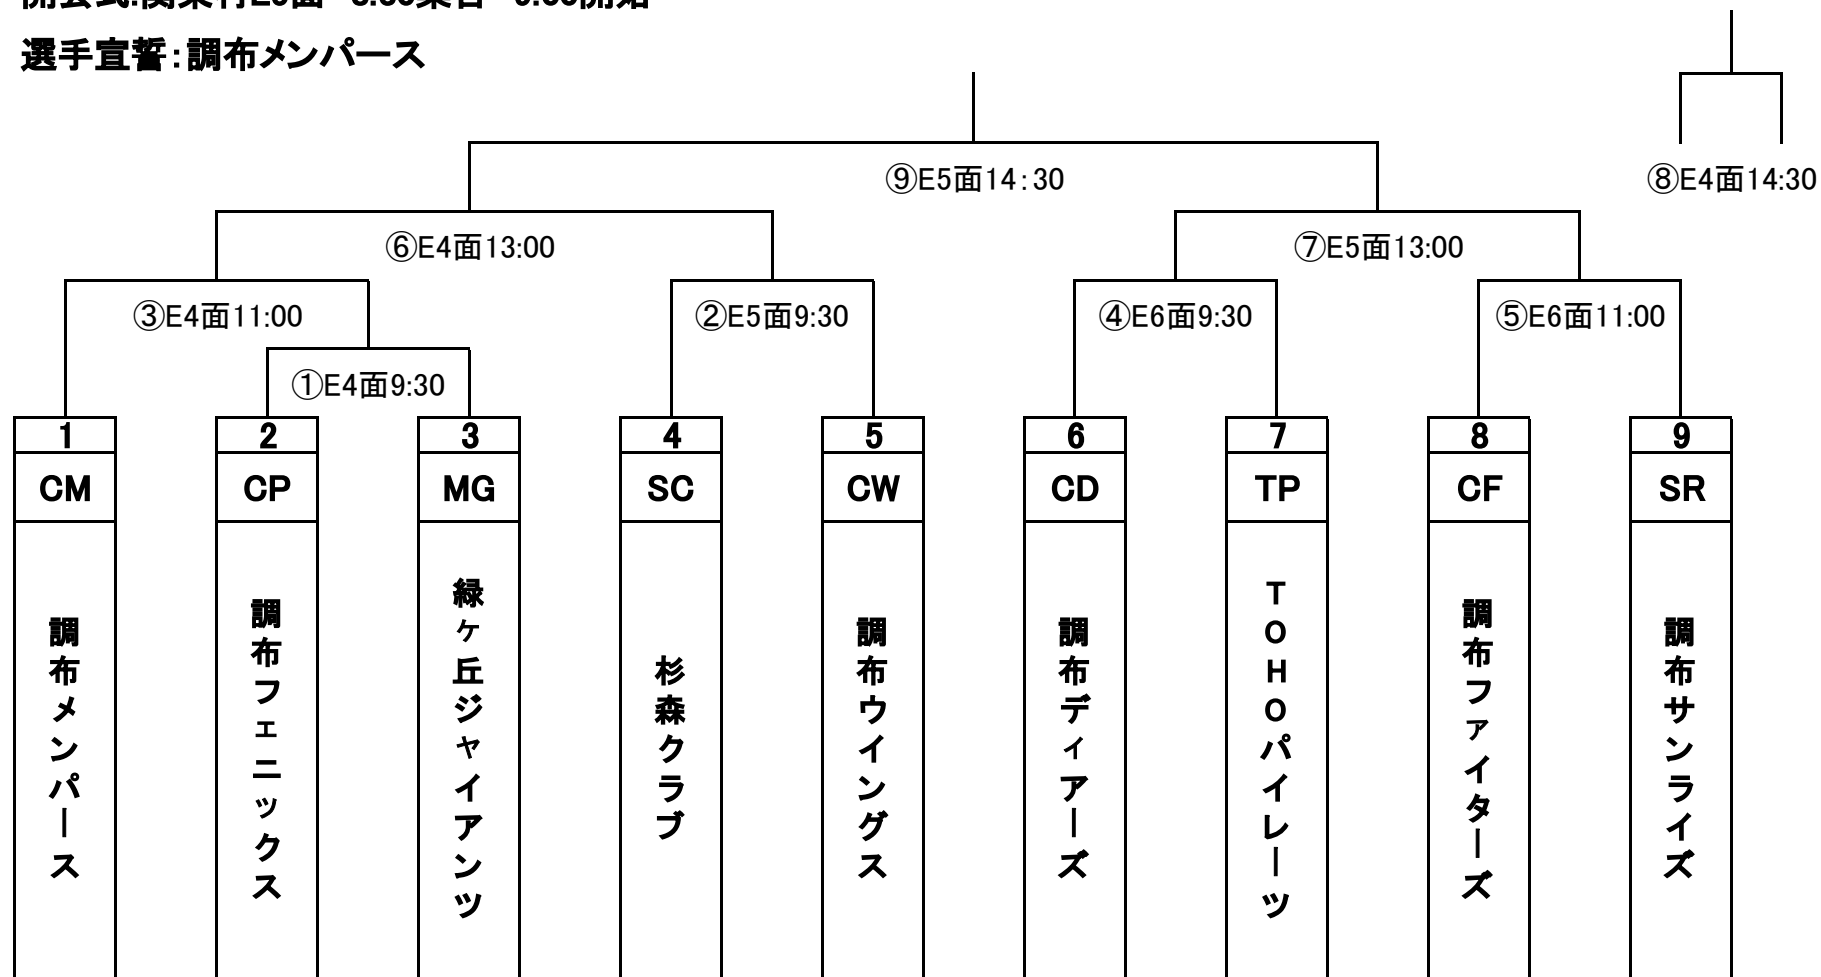 選手宣誓:調布メンパース
⑨E5面14:30
⑧E4面14:30
⑥E4面13:00
⑦E5面13:00
③E4面11:00
②E5面9:30
④E6面9:30
⑤E6面11:00
①E4面9:30
1 2 3 4 5 6 7 8 9
CM CP MG SC CW CD TP CF SR
調布メンパース
調布フェニックス
緑ヶ丘ジャイアンツ
杉森クラブ
調布ウイングス
調布ディアーズ
TOHOパイレーツ
調布ファイターズ
調布サンライズ